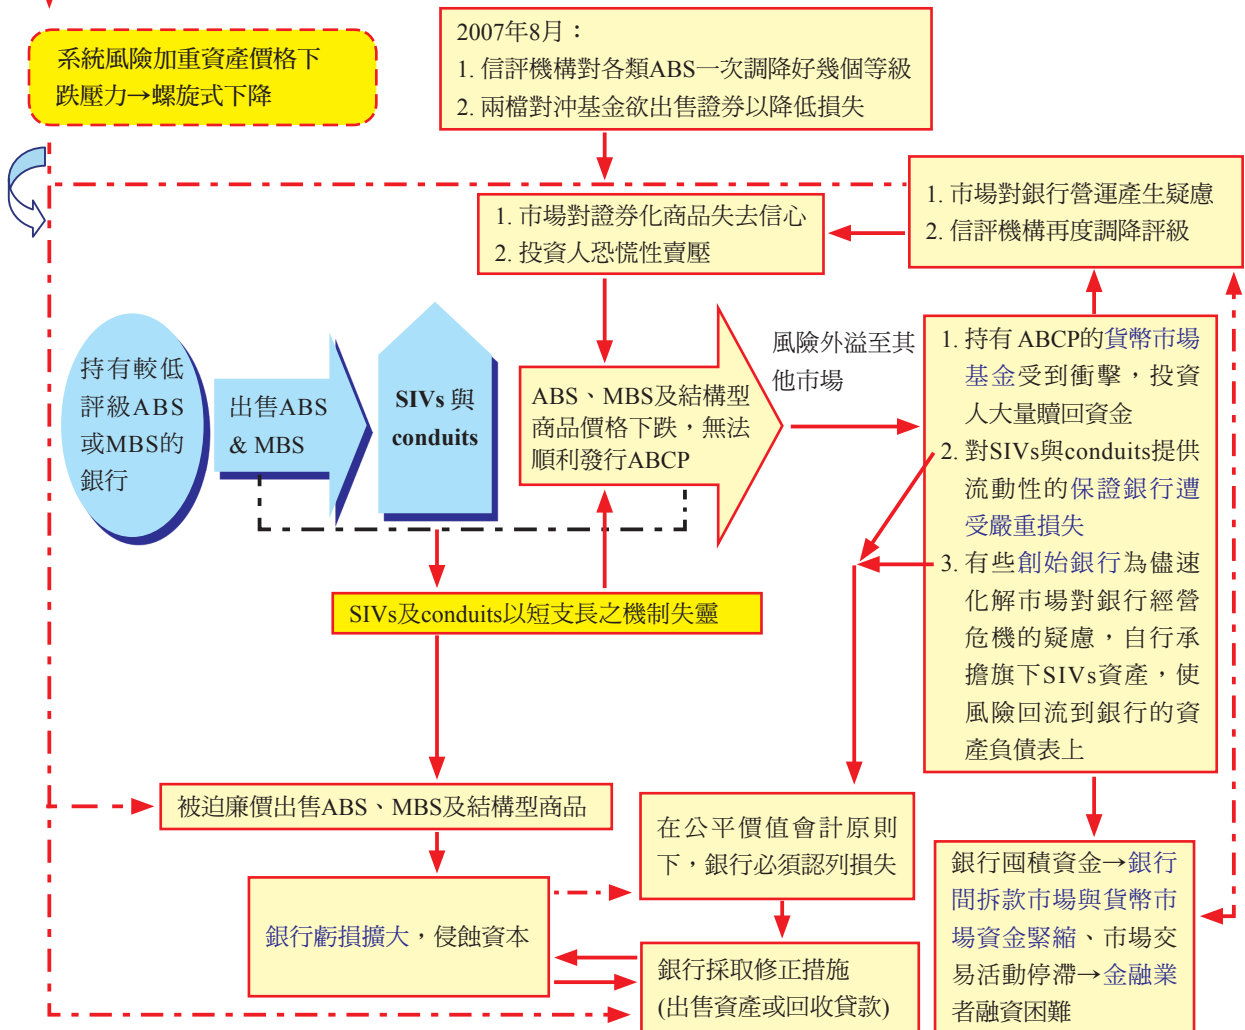 系統風險加重資產價格下
跌壓力→螺旋式下降
2007年8月：
1. 信評機構對各類ABS一次調降好幾個等級
2. 兩檔對沖基金欲出售證券以降低損失
1. 市場對證券化商品失去信心
2. 投資人恐慌性賣壓
1. 市場對銀行營運產生疑慮
2. 信評機構再度調降評級
持有較低
評級ABS
或MBS的
銀行
出售ABS
& MBS
SIVs 與
conduits
ABS、MBS及結構型
商品價格下跌，無法
順利發行ABCP
風險外溢至其
他市場
1. 持有 ABCP的貨幣市場
基金受到衝擊，投資
人大量贖回資金
2. 對SIVs與conduits提供
流動性的保證銀行遭
受嚴重損失
3. 有些創始銀行為儘速
化解市場對銀行經營
危機的疑慮，自行承
擔旗下SIVs資產，使
風險回流到銀行的資
產負債表上
SIVs及conduits以短支長之機制失靈
被迫廉價出售ABS、MBS及結構型商品
在公平價值會計原則
下，銀行必須認列損失
銀行虧損擴大，侵蝕資本
銀行採取修正措施
(出售資產或回收貸款)
銀行囤積資金→銀行
間拆款市場與貨幣市
場資金緊縮、市場交
易活動停滯→金融業
者融資困難